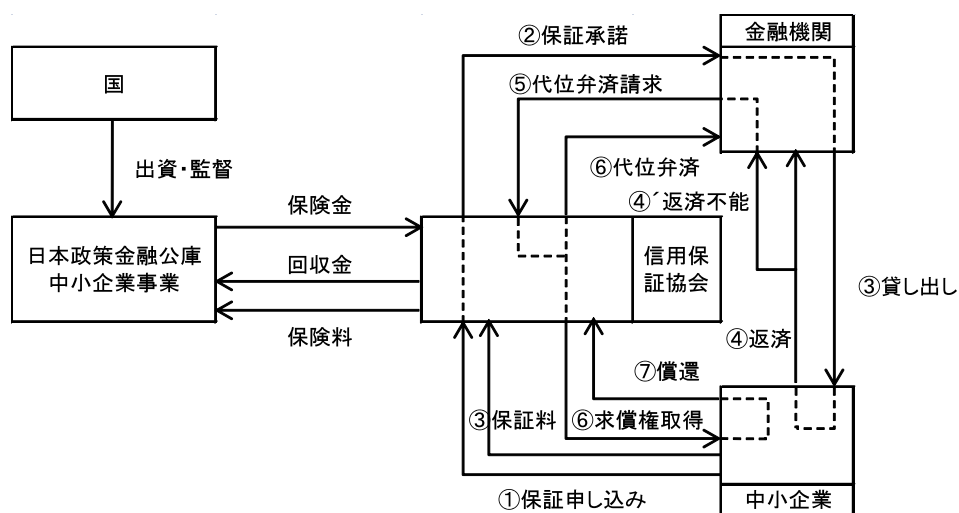 ②保証承諾
金融機関
国
⑤代位弁済請求
出資・監督
⑥代位弁済
保険金
④´返済不能
日本政策金融公庫
中小企業事業
回収金
信用保
証協会
③貸し出し
保険料
④返済
⑦償還
③保証料
⑥求償権取得
①保証申し込み
中小企業